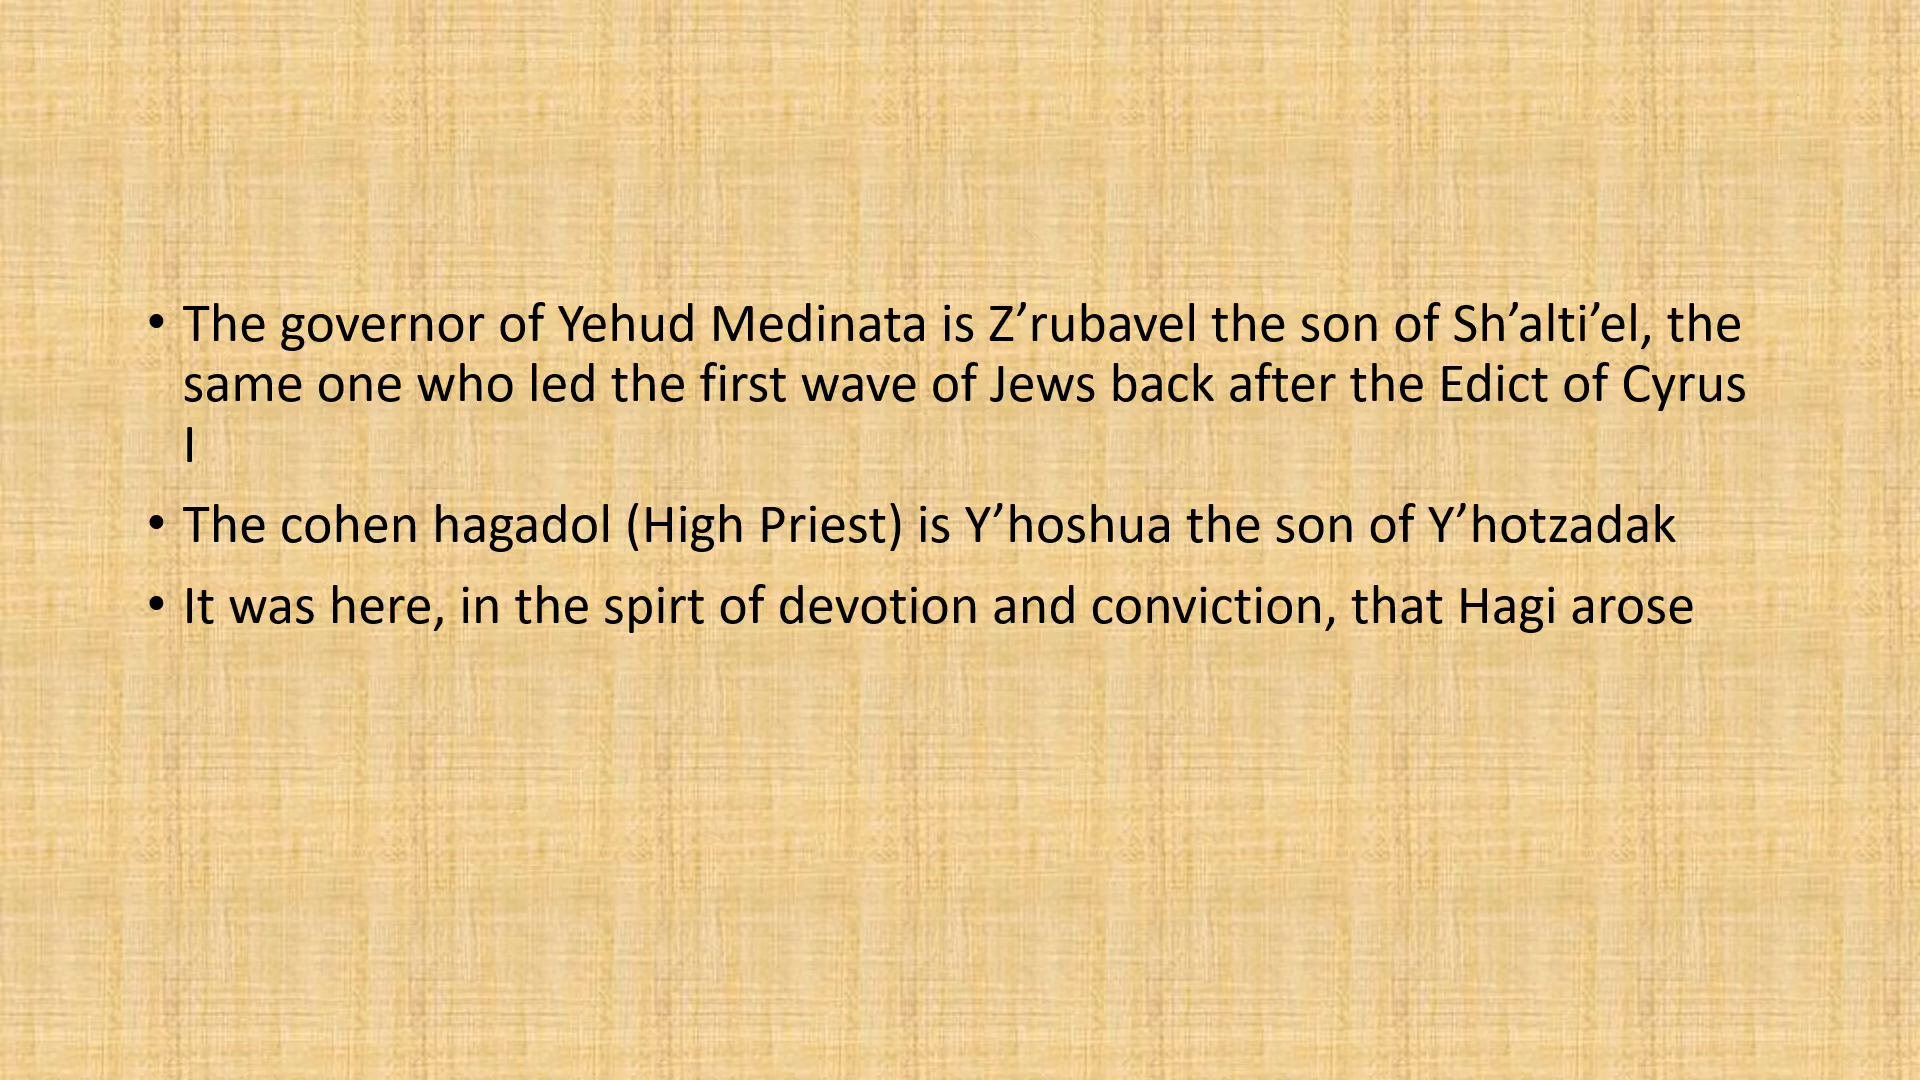 • The governor of Yehud Medinata is Z’rubavel the son of Sh’alti’el, the
same one who led the first wave of Jews back after the Edict of Cyrus
I
• The cohen hagadol (High Priest) is Y’hoshua the son of Y’hotzadak
• It was here, in the spirt of devotion and conviction, that Hagi arose